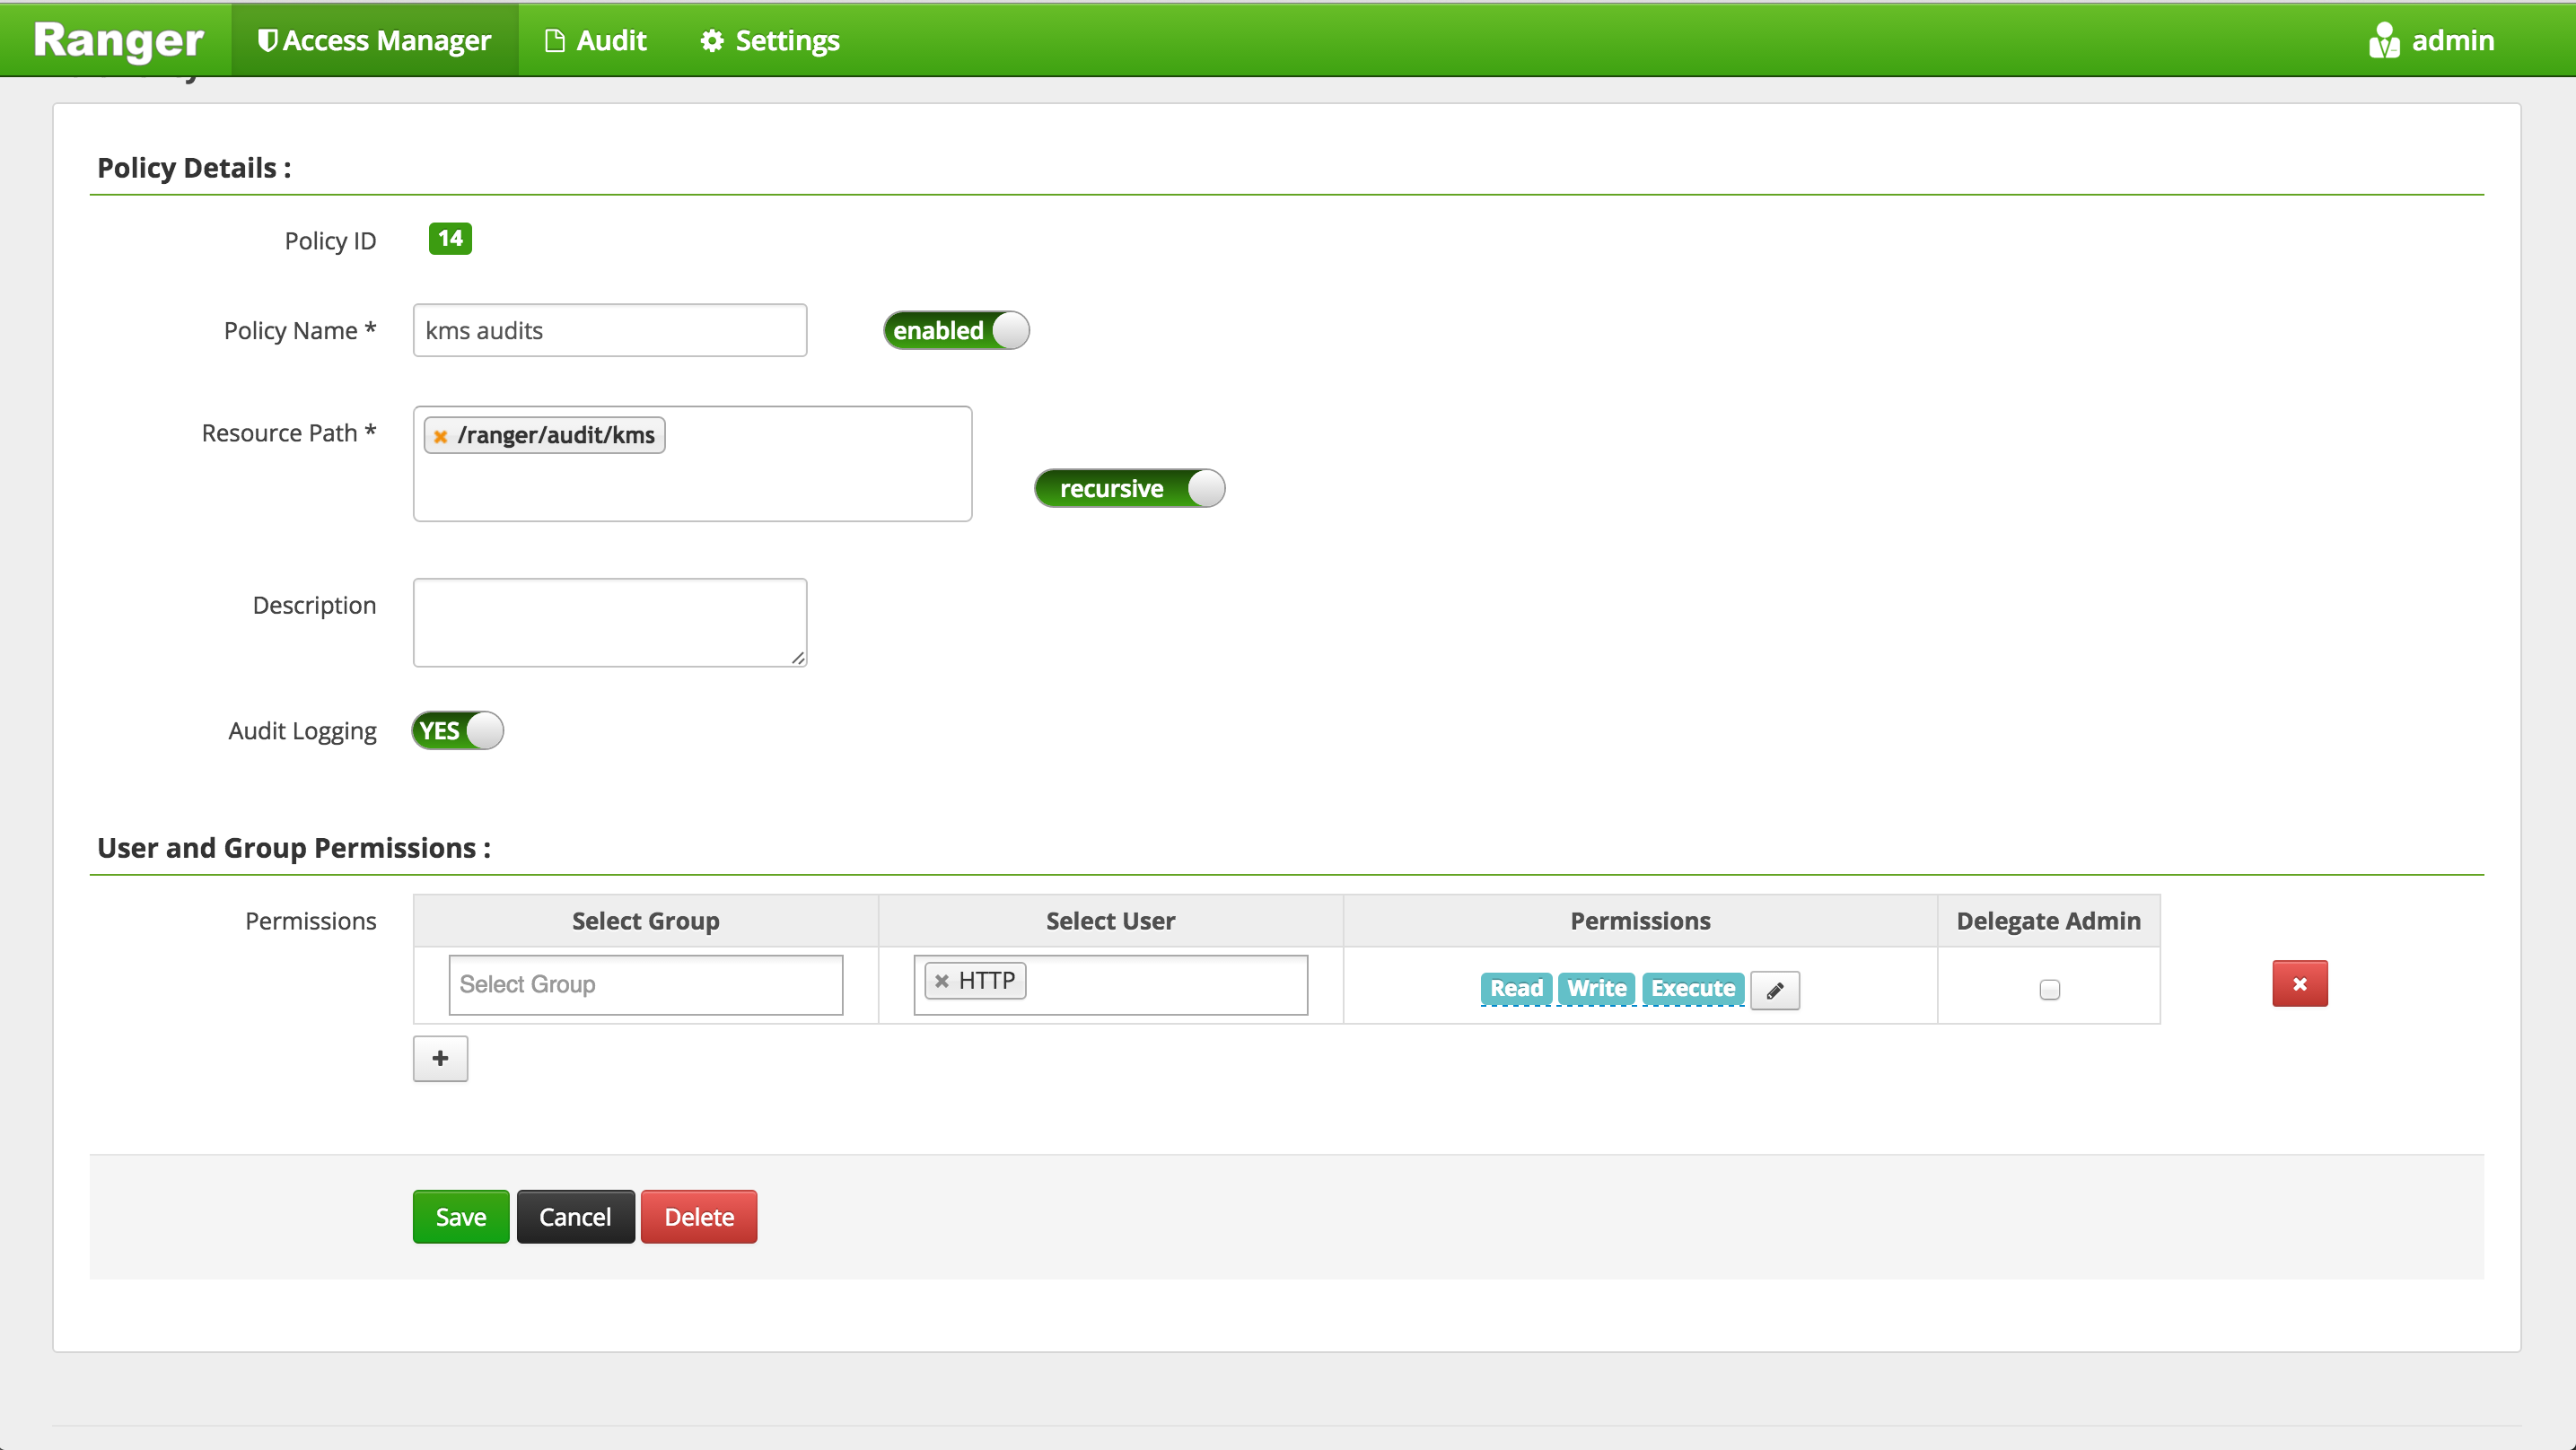 Ranger Access Manager Audit Settings admin
Policy Details :
Policy ID 14
Policy Name * kms audits enabled
Resource Path * /ranger/audit/kms
recursive
Description
Audit Logging YES
User and Group Permissions :
Permissions Select Group Select User Permissions Delegate Admin
Select Group HTTP Read Write Execute
Save Cancel Delete